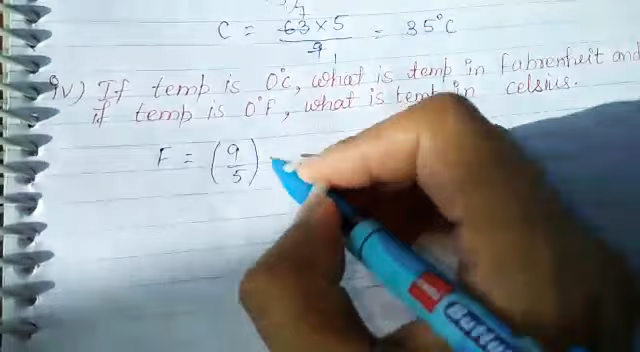 C = 63 × 5 / 9 = 35°C
iv) If temp is 0°C, what is temp in fahrenheit and
if temp is 0°F, what is temp in celsius.
F = (9/5)
Butter